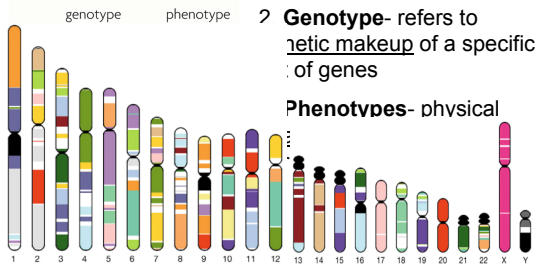 genotype phenotype
2 Genotype- refers to
netic makeup of a specific
of genes
Phenotypes- physical
1 2 3 4 5 6 7 8 9 10 11 12 13 14 15 16 17 18 19 20 21 22 X Y